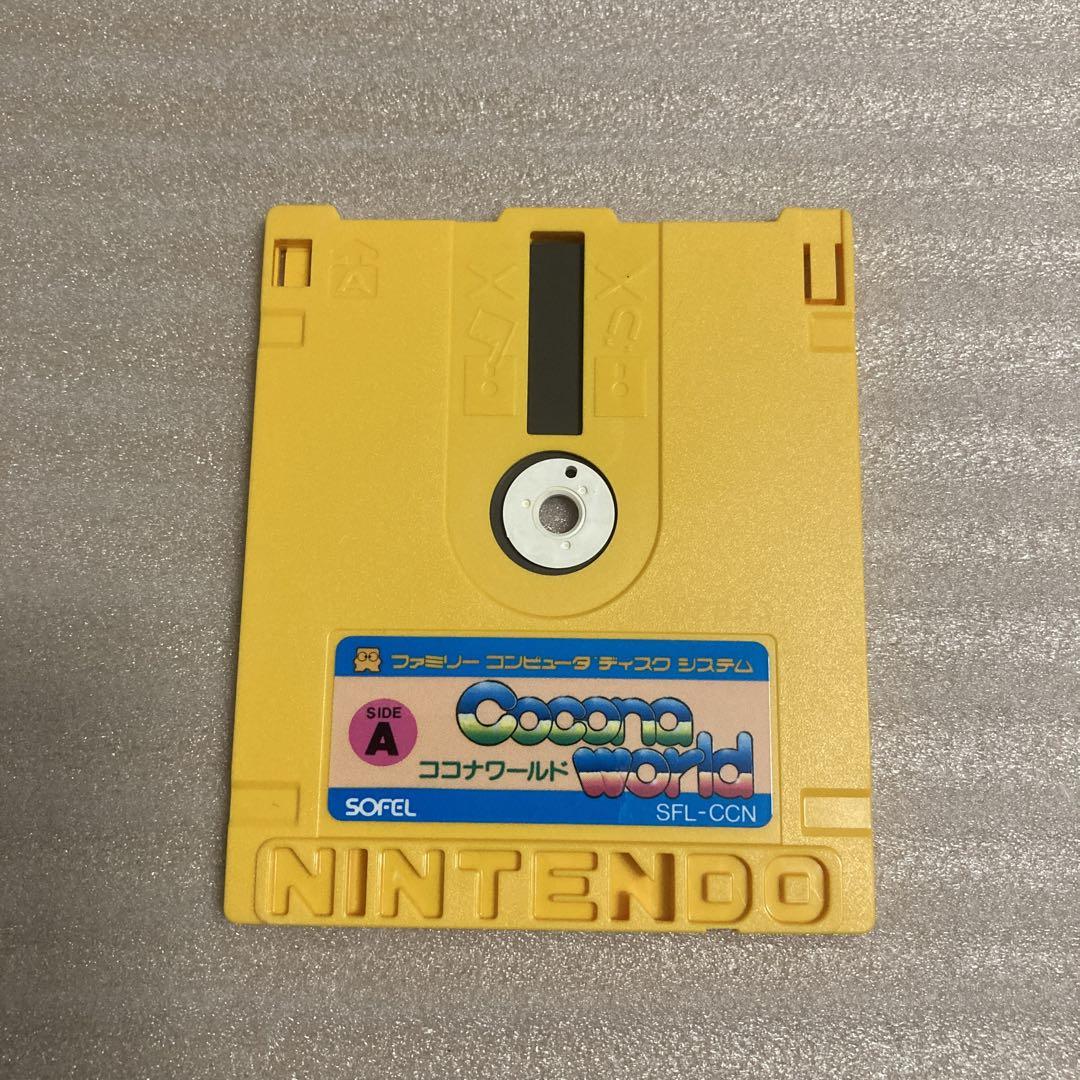 A
ファミリー コンピュータ ディスク システム
SIDE
A
Cocona
world
ココナワールド
SOFEL
SFL-CCN
NINTENDO